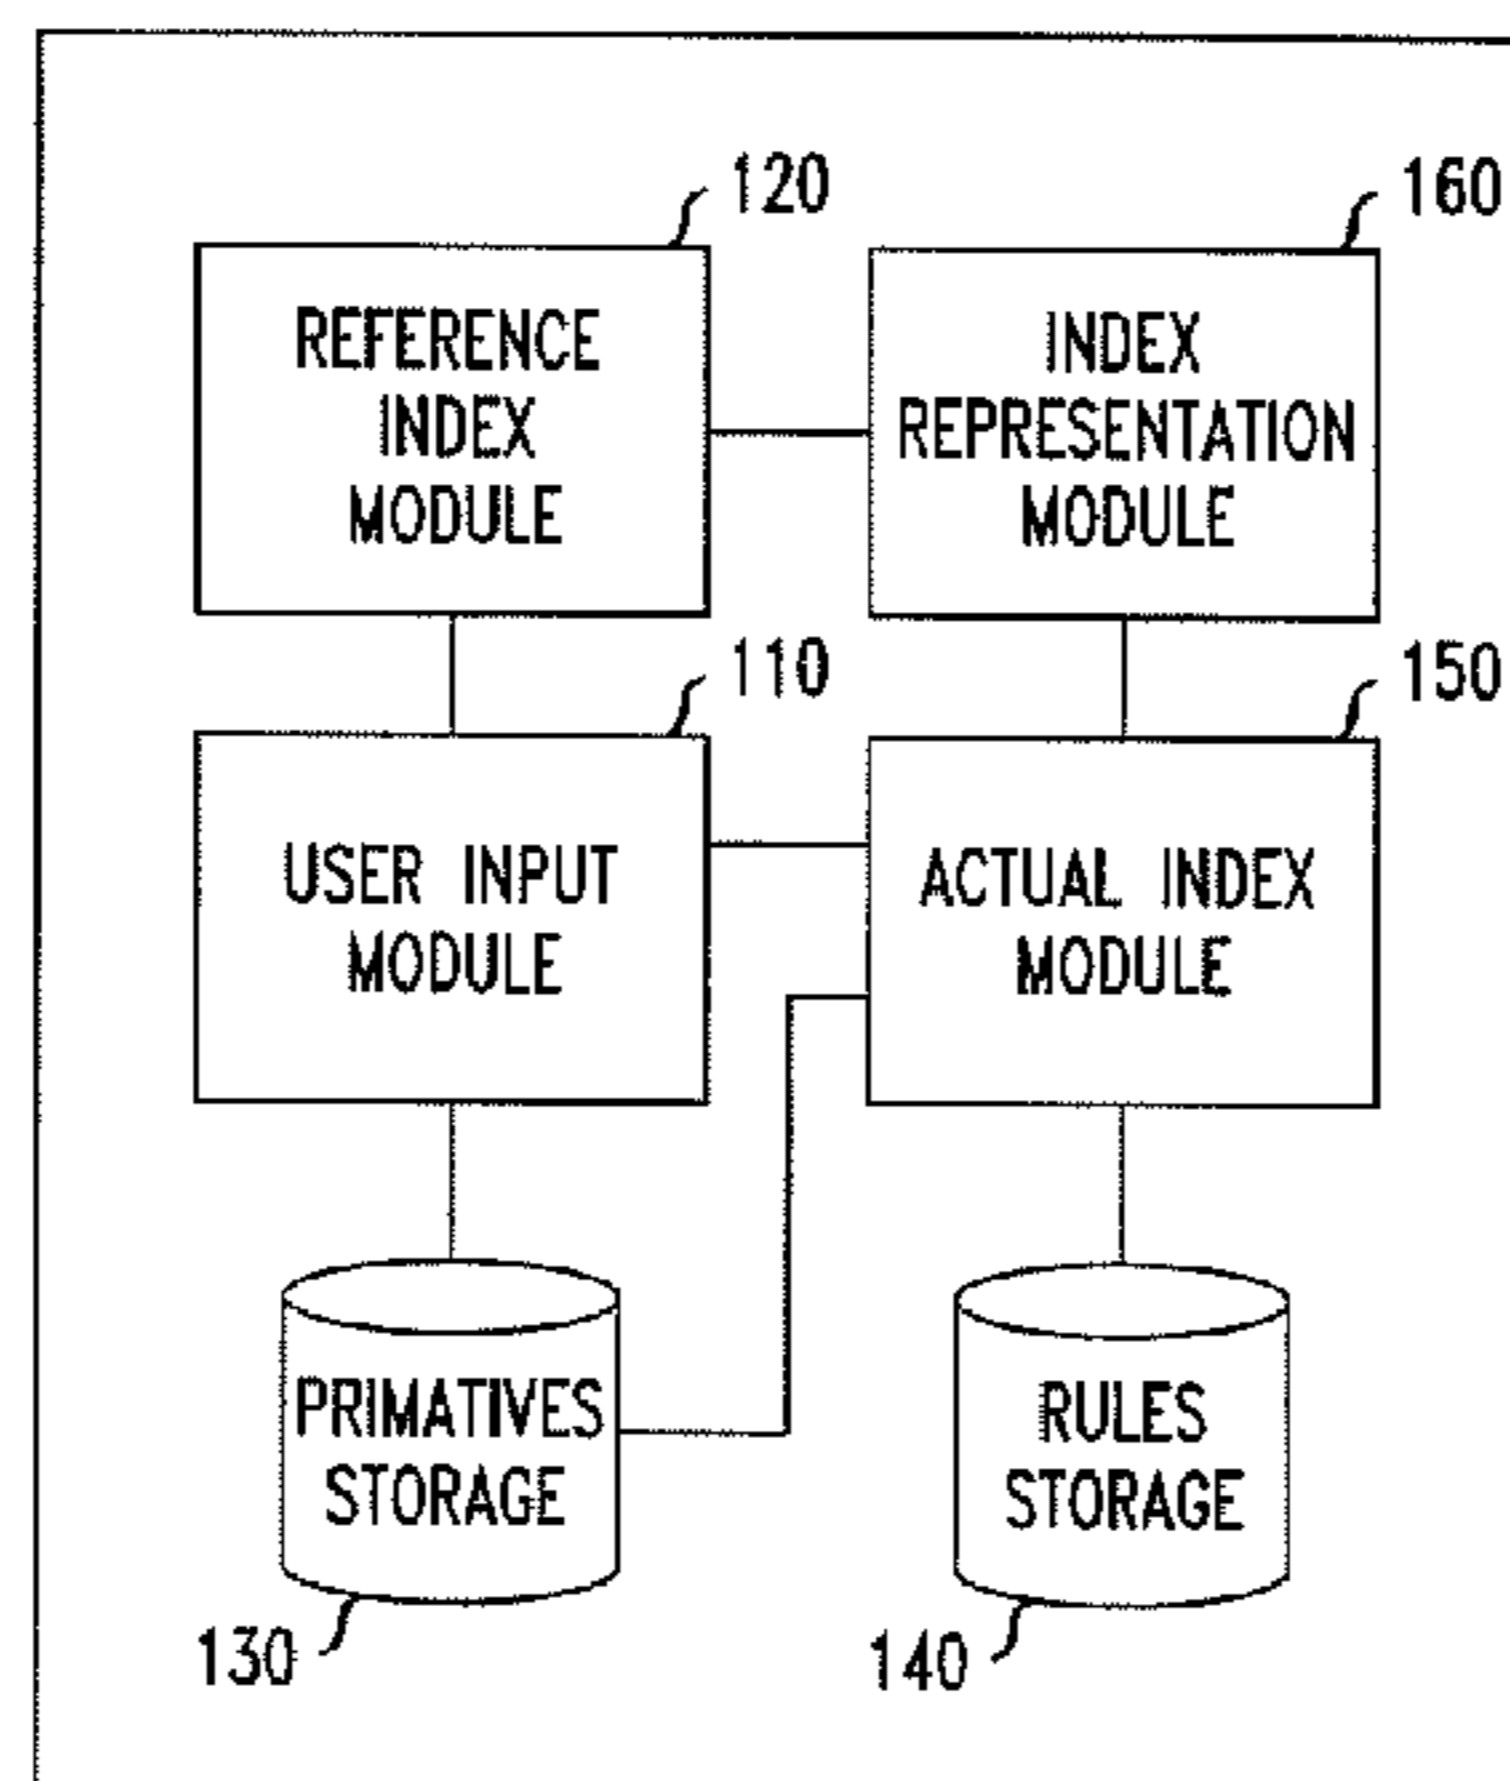 120
160
REFERENCE
INDEX
MODULE
INDEX
REPRESENTATION
MODULE
110
150
USER INPUT
MODULE
ACTUAL INDEX
MODULE
PRIMATIVES
STORAGE
RULES
STORAGE
130
140